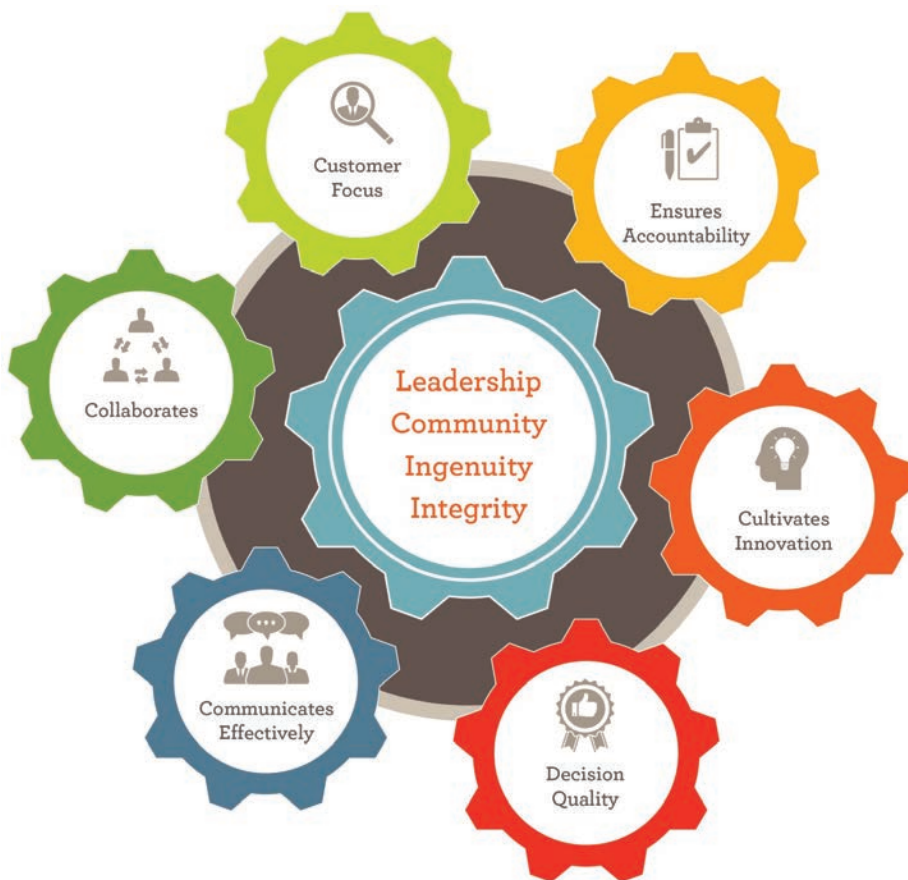 Customer
Focus
Ensures
Accountability
Collaborates
Leadership
Community
Ingenuity
Integrity
Cultivates
Innovation
Communicates
Effectively
Decision
Quality